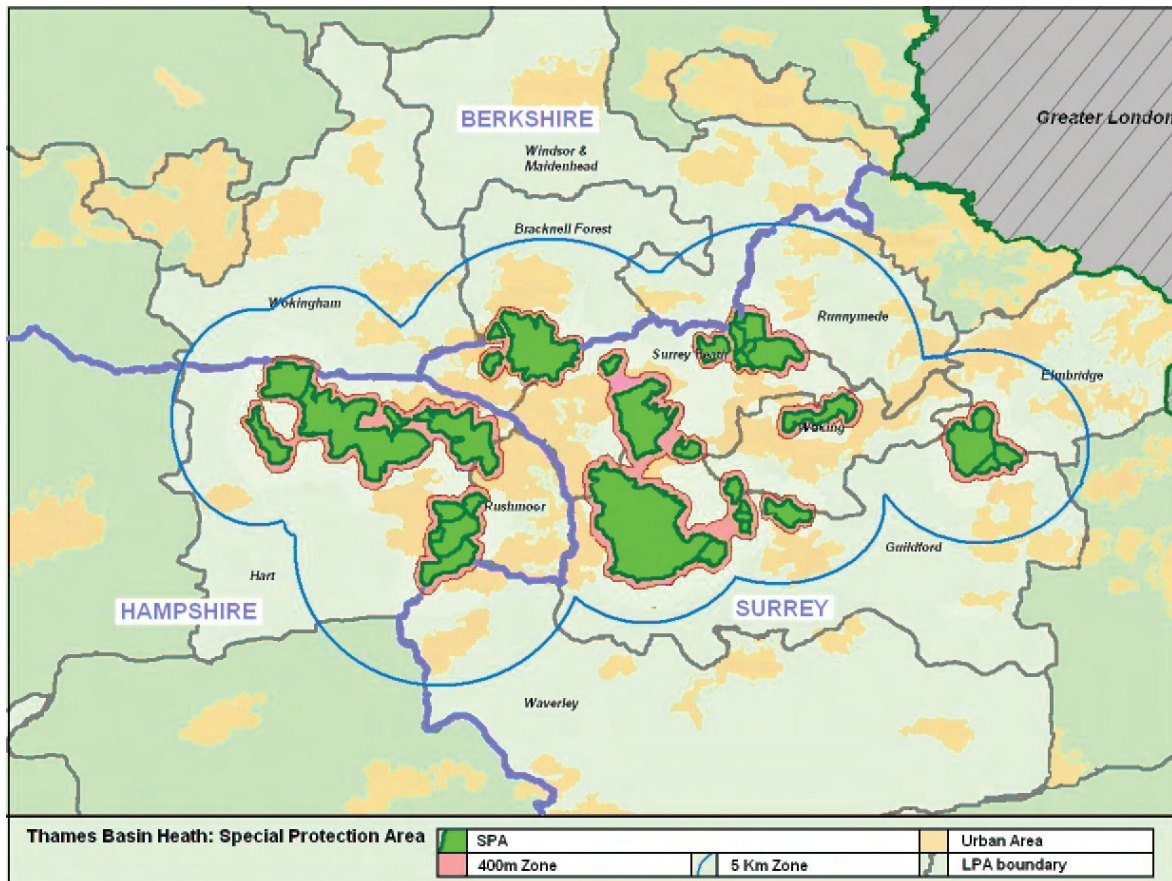 Greater London
BERKSHIRE
Windsor &
Maidenhead
Bracknell Forest
Wokingham
Runnymede
Surrey Heath
Elmbridge
Woking
Rushmoor
Guildford
Hart
HAMPSHIRE
SURREY
Waverley
Thames Basin Heath: Special Protection Area
SPA
Urban Area
400m Zone
5 Km Zone
LPA boundary